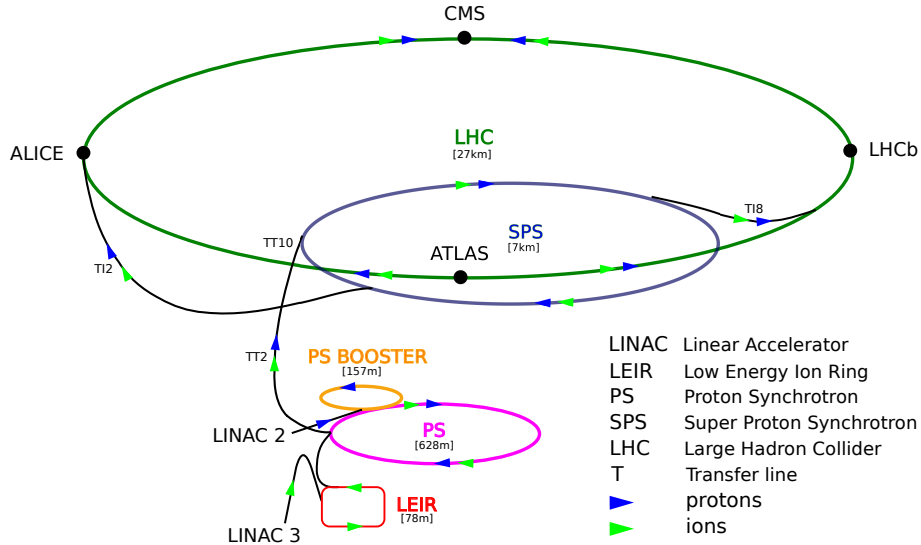 CMS
LHC
[27km]
ALICE
LHCb
TI8
SPS
[7km]
TT10
ATLAS
TI2
TT2
PS BOOSTER
[157m]
LINAC 2
PS
[628m]
LEIR
[78m]
LINAC 3
LINAC Linear Accelerator
LEIR Low Energy Ion Ring
PS Proton Synchrotron
SPS Super Proton Synchrotron
LHC Large Hadron Collider
T Transfer line
protons
ions